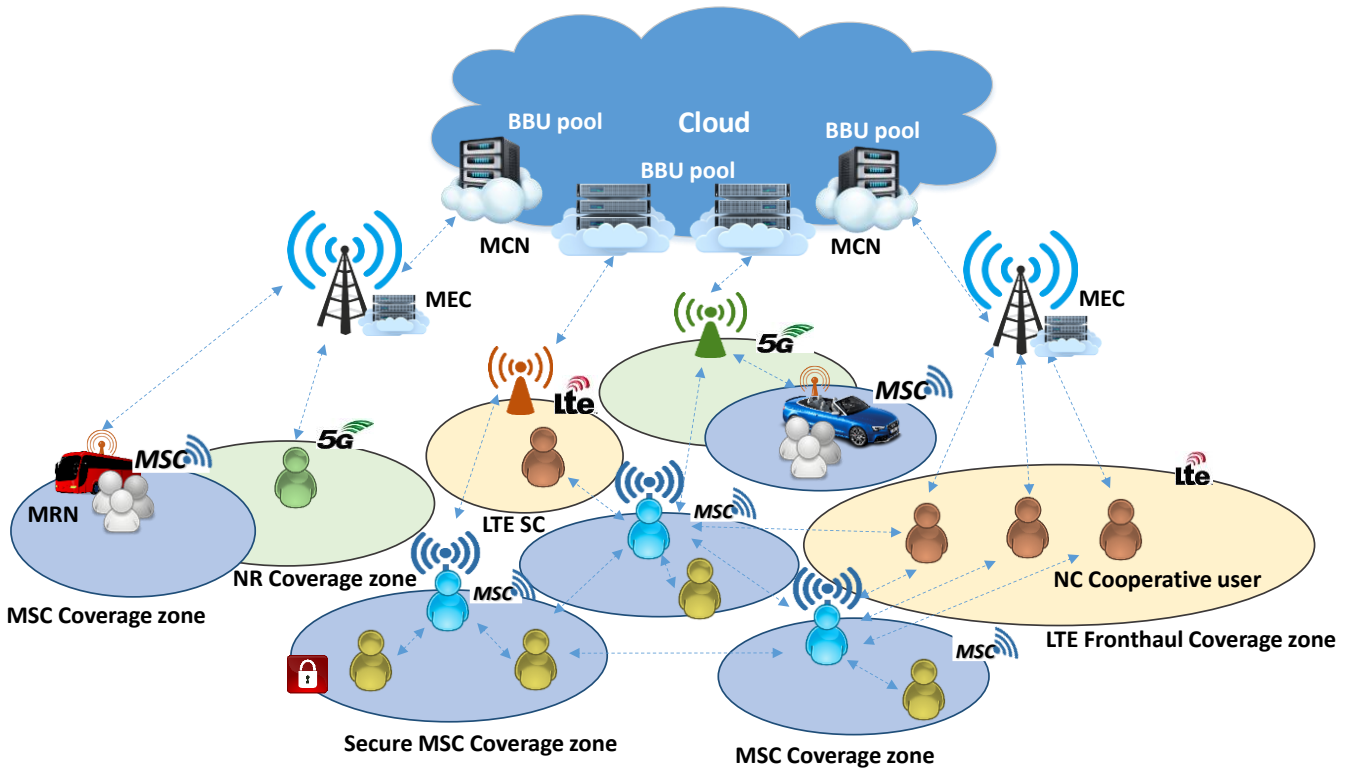 BBU pool
Cloud
BBU pool
BBU pool
MCN
MCN
MEC
MEC
5G
Lte
MSC
5G
MSC
Lte
MRN
MSC
LTE SC
NR Coverage zone
NC Cooperative user
MSC
MSC Coverage zone
LTE Fronthaul Coverage zone
MSC
Secure MSC Coverage zone
MSC Coverage zone